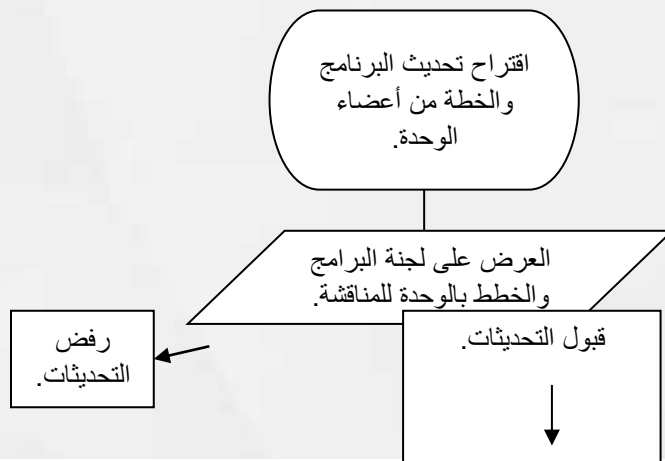 اقتراح تحديث البرنامج
والخطة من أعضاء
الوحدة.
العرض على لجنة البرامج
والخطط بالوحدة للمناقشة.
قبول التحديثات.
رفض
التحديثات.